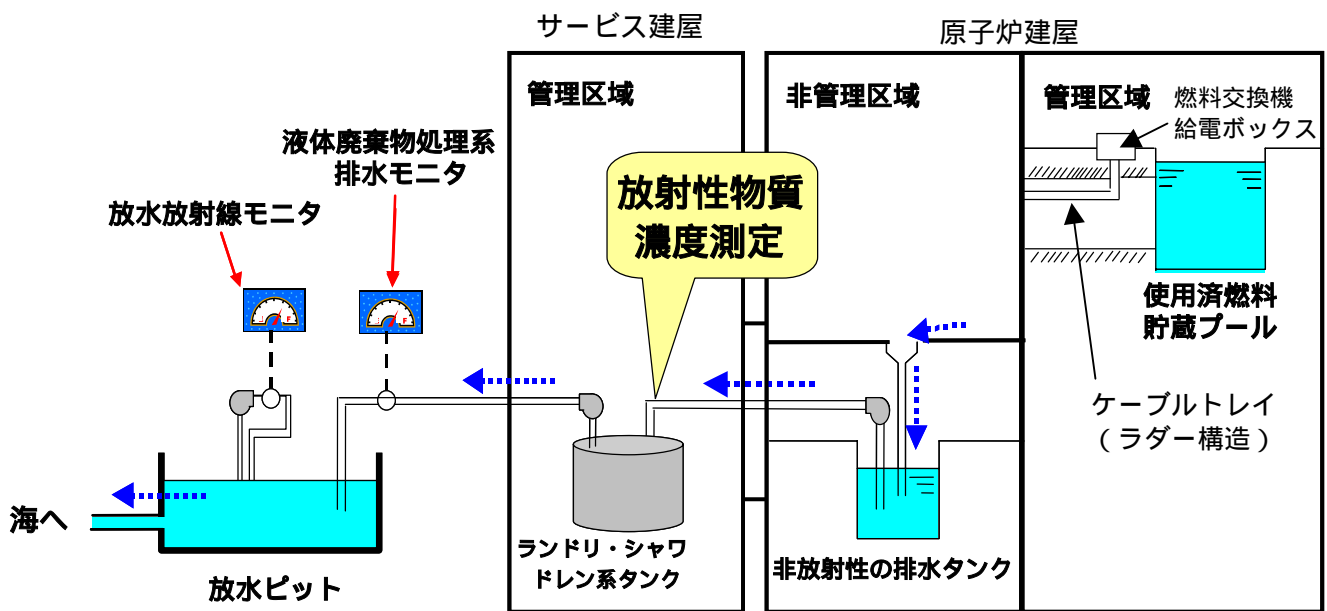 サービス建屋
原子炉建屋
管理区域
非管理区域
管理区域
燃料交換機
給電ボックス
液体廃棄物処理系
排水モニタ
放水放射線モニタ
放射性物質
濃度測定
使用済燃料
貯蔵プール
ケーブルトレイ
(ラダー構造)
海へ
放水ピット
ランドリ・シャワ
ドレン系タンク
非放射性の排水タンク